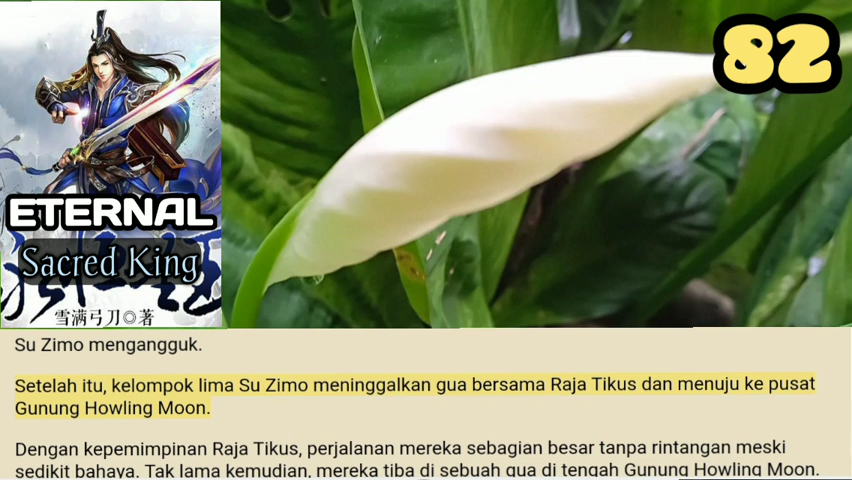 82
ETERNAL
Sacred King
雪满弓刀◎著
Su Zimo mengangguk.
Setelah itu, kelompok lima Su Zimo meninggalkan gua bersama Raja Tikus dan menuju ke pusat
Gunung Howling Moon.
Dengan kepemimpinan Raja Tikus, perjalanan mereka sebagian besar tanpa rintangan meski
sedikit bahaya. Tak lama kemudian, mereka tiba di sebuah gua di tengah Gunung Howling Moon.